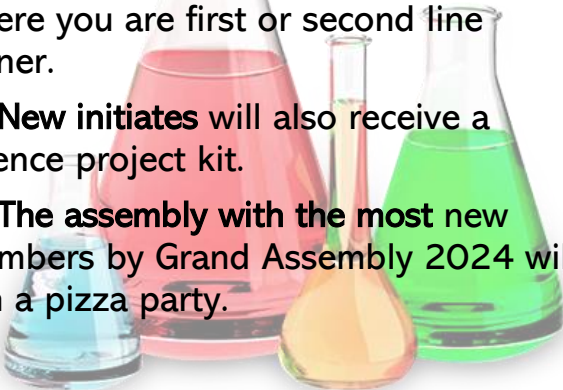 ere you are first or second line
ner.
New initiates will also receive a
ence project kit.
The assembly with the most new
mbers by Grand Assembly 2024 wil
a pizza party.